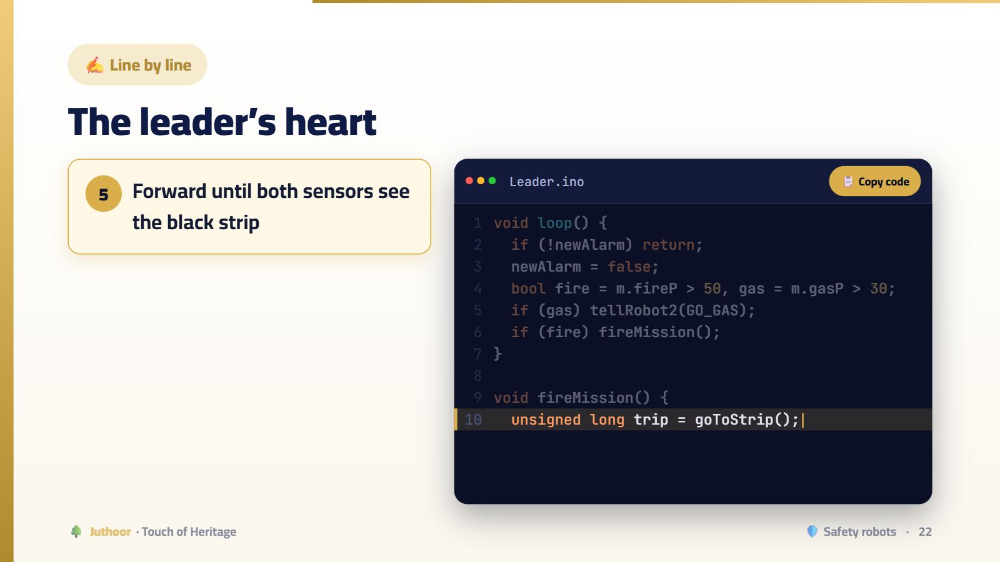 ✍️ Line by line
The leader's heart
5 Forward until both sensors see
the black strip
Leader.ino
📋 Copy code
1 void loop() {
2   if (!newAlarm) return;
3   newAlarm = false;
4   bool fire = m.fireP > 50, gas = m.gasP > 30;
5   if (gas) tellRobot2(GO_GAS);
6   if (fire) fireMission();
7 }
8
9 void fireMission() {
10   unsigned long trip = goToStrip();
🌳 Juthoor · Touch of Heritage
🛡️ Safety robots · 22